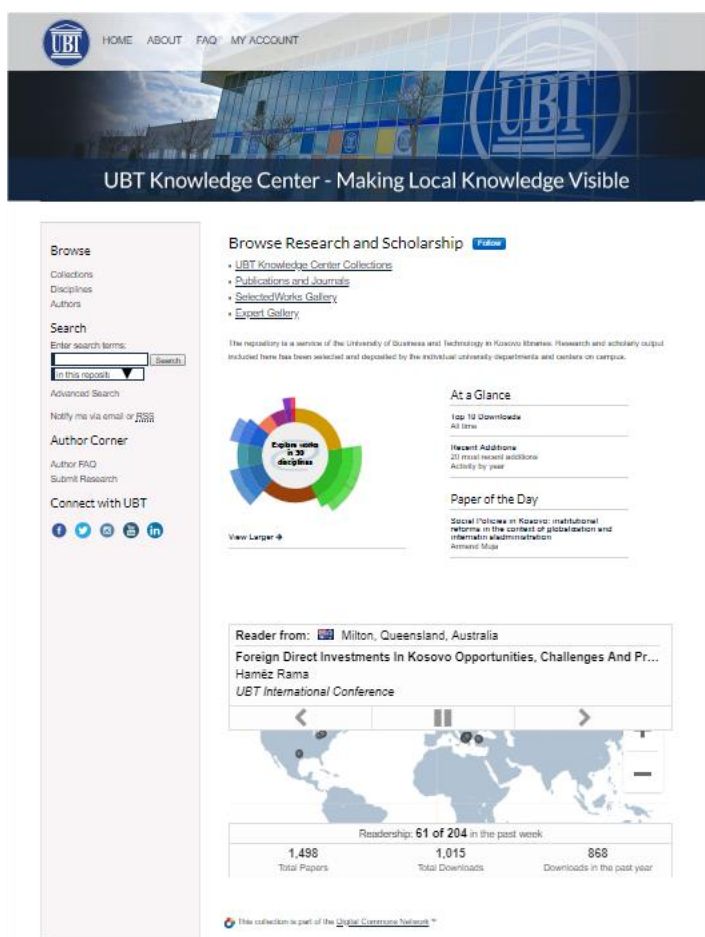 UBT
HOME ABOUT FAQ MY ACCOUNT
UBT
UBT Knowledge Center - Making Local Knowledge Visible
Browse
Collections
Disciplines
Authors
Search
Enter search terms:
Search
in this reposit
Advanced Search
Notify me via email or RSS
Author Corner
Author FAQ
Submit Research
Connect with UBT
Browse Research and Scholarship Follow
UBT Knowledge Center Collections
Publications and Journals
SelectedWorks Gallery
Expert Gallery
The repository is a service of the University of Business and Technology in Kosovo libraries. Research and scholarly output
included here has been selected and deposited by the individual university departments and centers on campus.
Explore works
in 30
disciplines
View Larger →
At a Glance
Top 10 Downloads
All time
Recent Additions
20 most recent additions
Activity by year
Paper of the Day
Social Policies in Kosovo: institutional
reforms in the context of globalization and
Armend Muja
Reader from: Milton, Queensland, Australia
Foreign Direct Investments In Kosovo Opportunities, Challenges And Pr...
Hamëz Rama
UBT International Conference
Readership: 61 of 204 in the past week
1,498 1,015 868
Total Papers Total Downloads Downloads in the past year
This collection is part of the Digital Commons Network ™